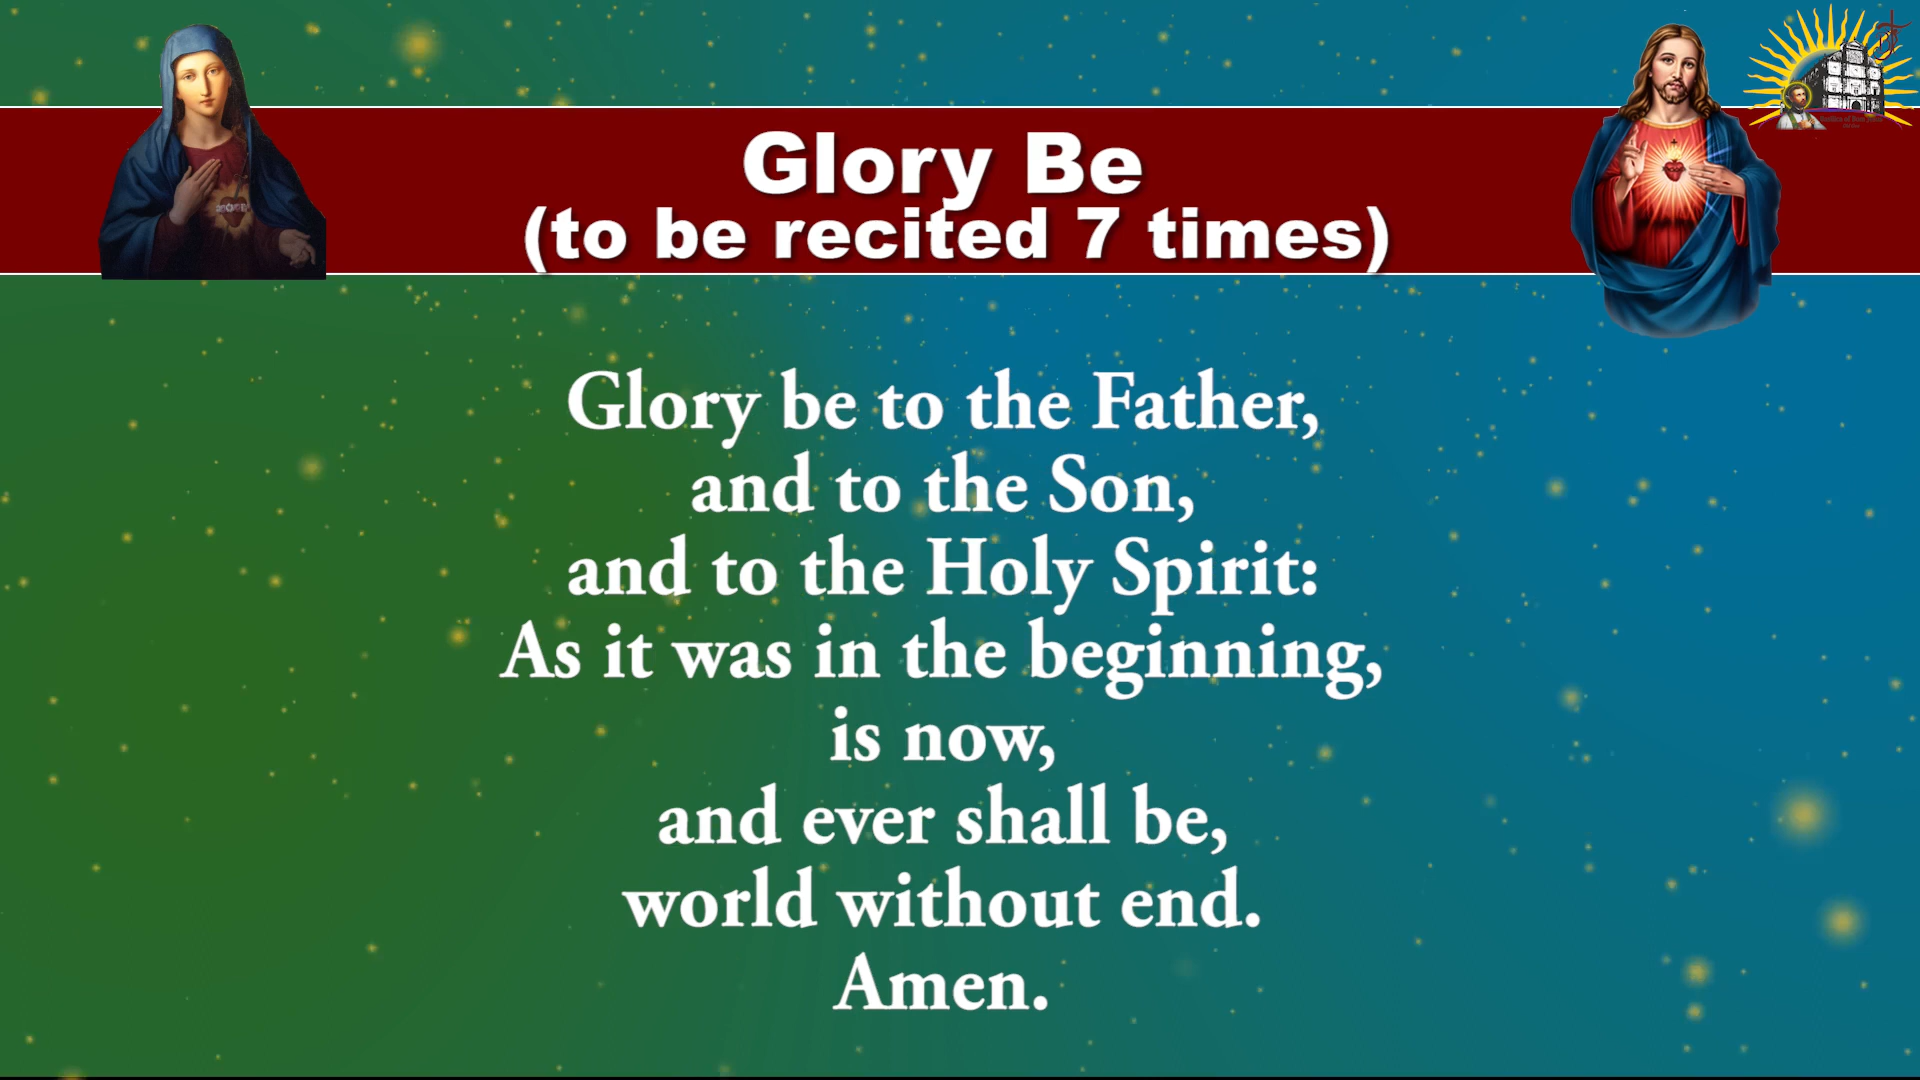 Glory Be
(to be recited 7 times)
Glory be to the Father,
and to the Son,
and to the Holy Spirit:
As it was in the beginning,
is now,
and ever shall be,
world without end.
Amen.